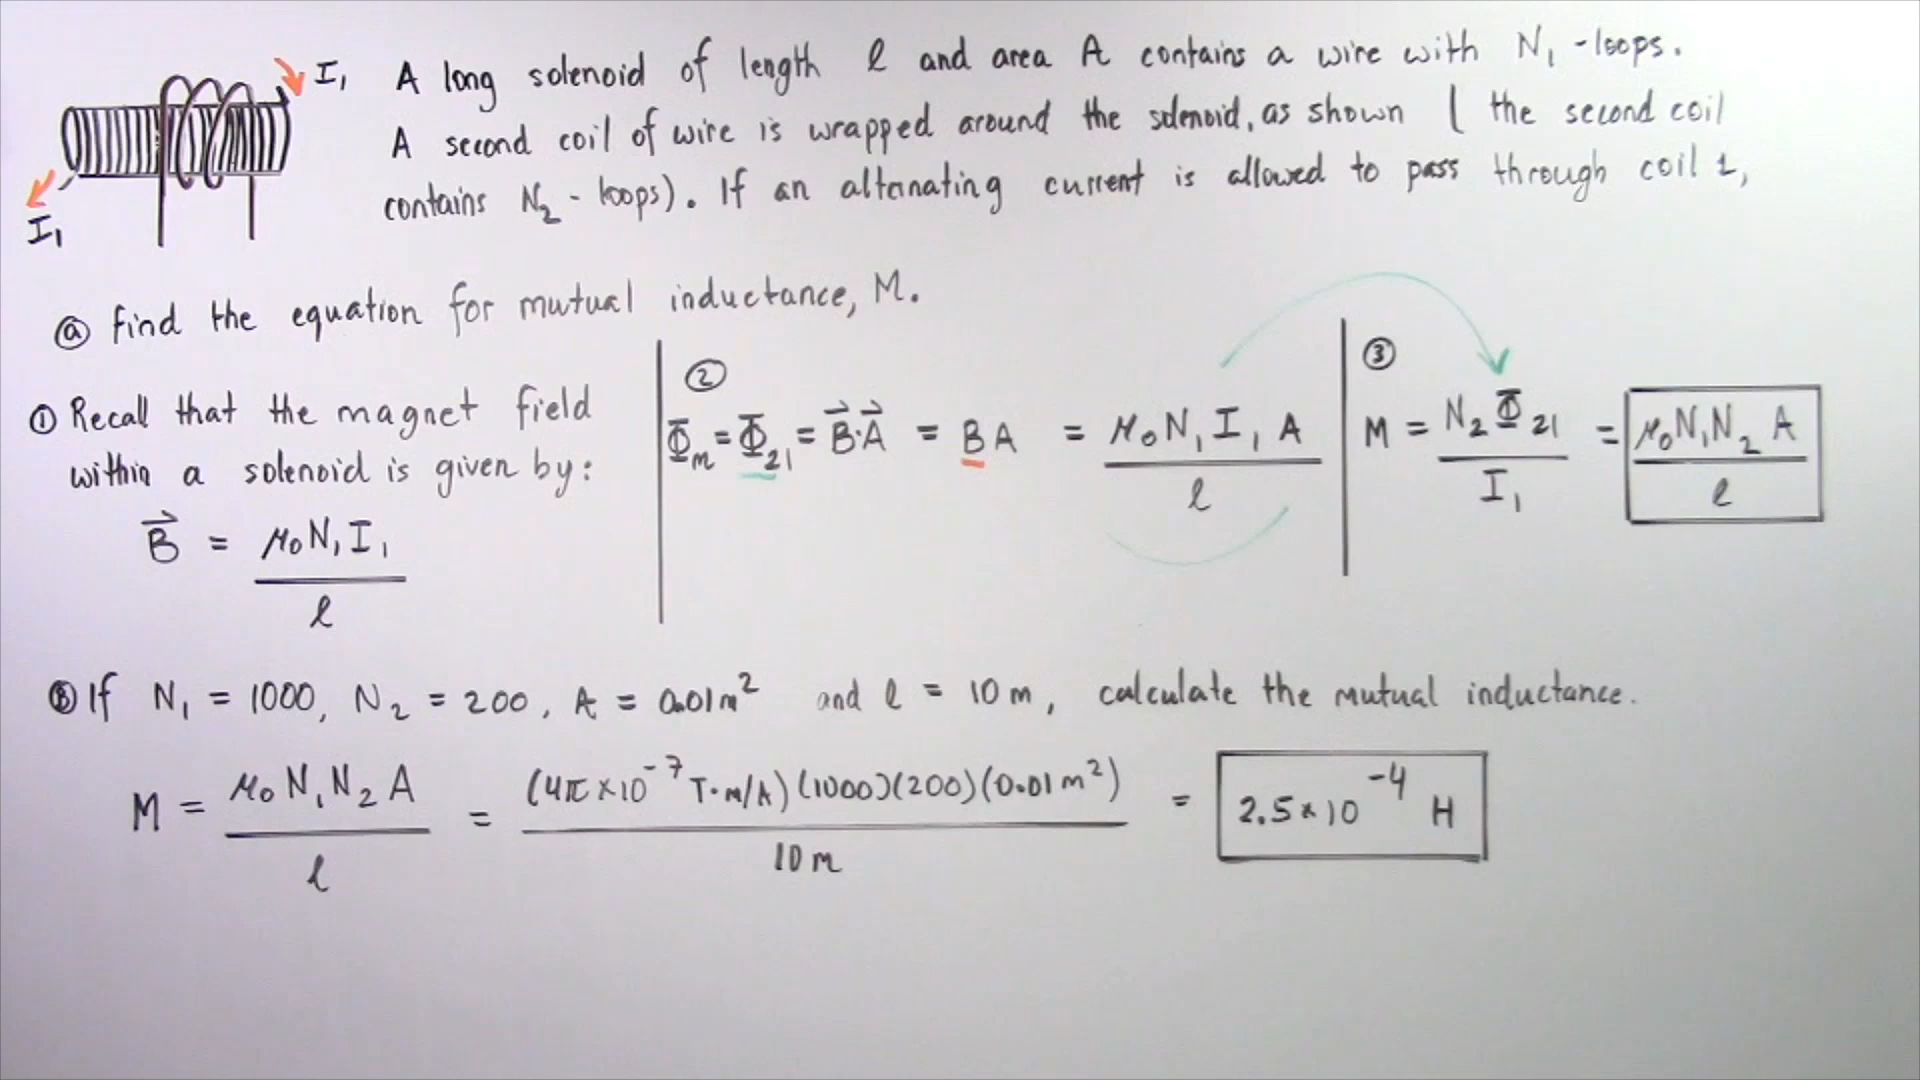 I₁
I₁
A long solenoid of length ℓ and area A contains a wire with N₁ -loops.
A second coil of wire is wrapped around the solenoid, as shown ( the second coil
contains N₂ - loops). If an alternating current is allowed to pass through coil 1,
ⓐ find the equation for mutual inductance, M.
① Recall that the magnet field
within a solenoid is given by:
B⃗ = μ₀N₁I₁ / ℓ
②
Φₘ = Φ₂₁ = B⃗·A⃗ = BA = μ₀N₁I₁A / ℓ
③
M = N₂Φ₂₁ / I₁ = μ₀N₁N₂A / ℓ
Ⓑ If N₁ = 1000, N₂ = 200, A = 0.01m² and ℓ = 10m, calculate the mutual inductance.
M = μ₀N₁N₂A / ℓ = (4π×10⁻⁷ T·m/A)(1000)(200)(0.01m²) / 10m = 2.5×10⁻⁴ H